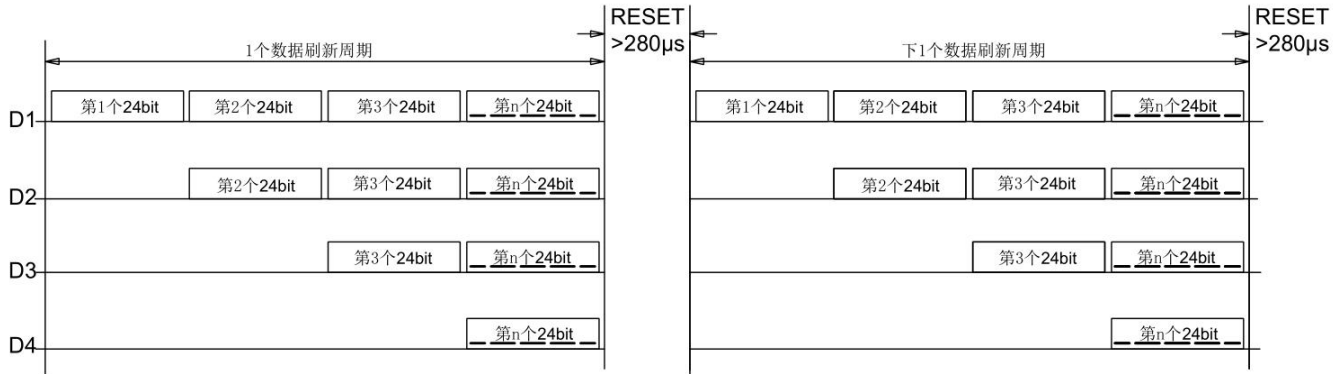 RESET
>280μs
RESET
>280μs
1个数据刷新周期
下1个数据刷新周期
D1
第1个24bit
第2个24bit
第3个24bit
第n个24bit
第1个24bit
第2个24bit
第3个24bit
第n个24bit
D2
第2个24bit
第3个24bit
第n个24bit
第2个24bit
第3个24bit
第n个24bit
D3
第3个24bit
第n个24bit
第3个24bit
第n个24bit
D4
第n个24bit
第n个24bit